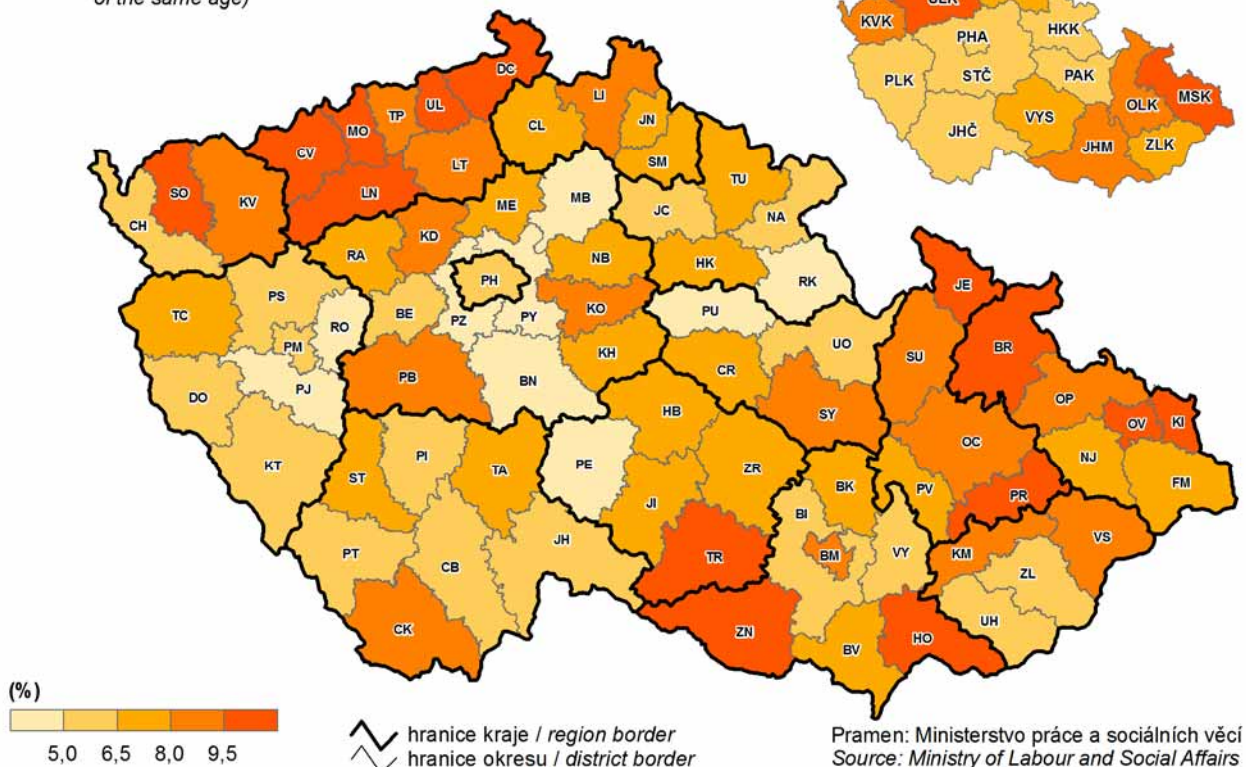 of the same age)
KVK
PHA
HKK
PLK
STČ
PAK
OLK
MSK
VYS
JHČ
JHM
ZLK
DC
UL
LI
TP
MO
CL
JN
CV
LT
SM
TU
SO
KV
LN
MB
ME
JC
NA
CH
KD
RA
NB
HK
RK
PH
JE
PS
TC
RO
BE
PZ
PY
KO
PU
BR
PM
KH
UO
SU
PJ
PB
BN
CR
OP
DO
HB
SY
OV
KI
OC
KT
PI
PE
NJ
ST
TA
ZR
BK
PV
FM
JI
PR
BI
PT
JH
TR
BM
VY
KM
VS
CB
ZL
CK
ZN
UH
HO
BV
(%)
5,0 6,5 8,0 9,5
hranice kraje / region border
hranice okresu / district border
Pramen: Ministerstvo práce a sociálních věcí
Source: Ministry of Labour and Social Affairs